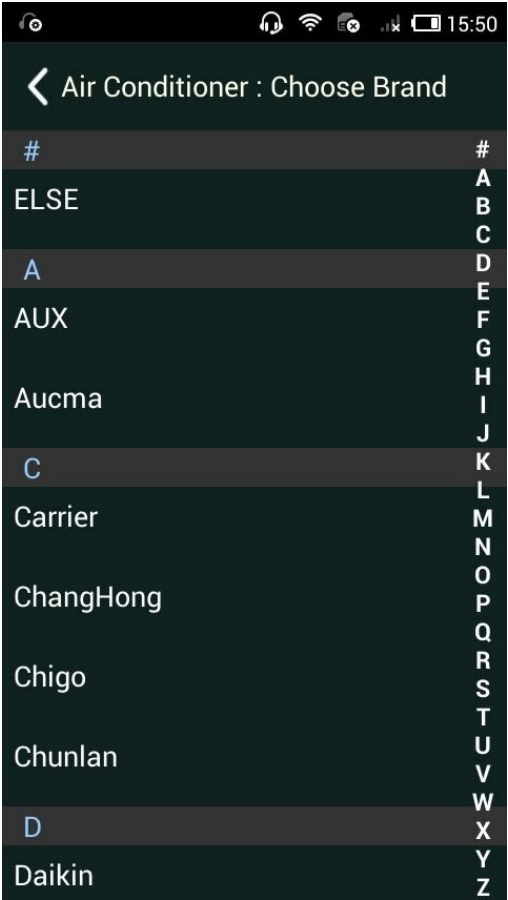 15:50
Air Conditioner : Choose Brand
#
ELSE
A
AUX
Aucma
C
Carrier
ChangHong
Chigo
Chunlan
D
Daikin
#
A
B
C
D
E
F
G
H
I
J
K
L
M
N
O
P
Q
R
S
T
U
V
W
X
Y
Z